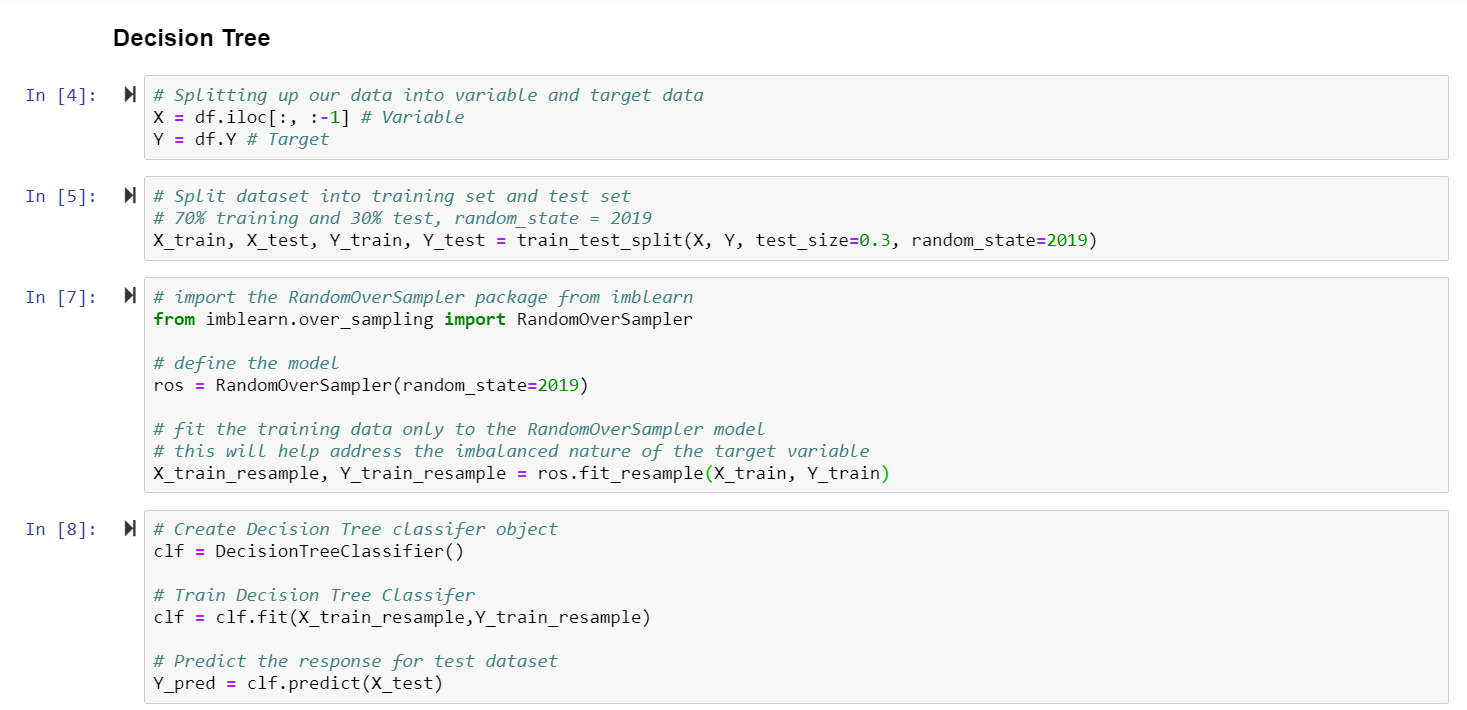 Decision Tree
In [4]:
# Splitting up our data into variable and target data
X = df.iloc[:, :-1] # Variable
Y = df.Y # Target
In [5]:
# Split dataset into training set and test set
# 70% training and 30% test, random_state = 2019
X_train, X_test, Y_train, Y_test = train_test_split(X, Y, test_size=0.3, random_state=2019)
In [7]:
# import the RandomOverSampler package from imblearn
from imblearn.over_sampling import RandomOverSampler
# define the model
ros = RandomOverSampler(random_state=2019)
# fit the training data only to the RandomOverSampler model
# this will help address the imbalanced nature of the target variable
X_train_resample, Y_train_resample = ros.fit_resample(X_train, Y_train)
In [8]:
# Create Decision Tree classifer object
clf = DecisionTreeClassifier()
# Train Decision Tree Classifer
clf = clf.fit(X_train_resample,Y_train_resample)
# Predict the response for test dataset
Y_pred = clf.predict(X_test)